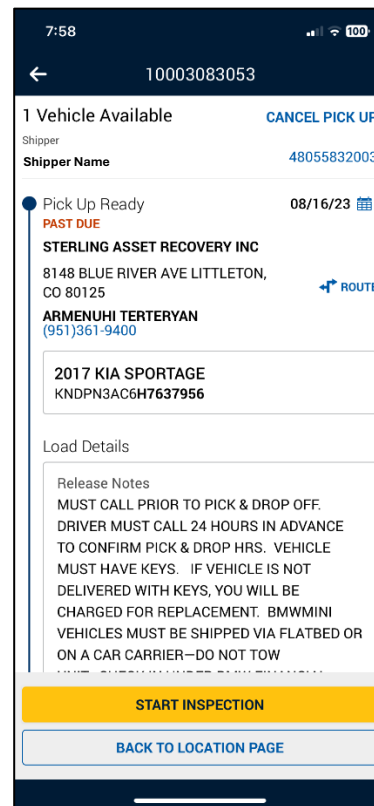 7:58
100
10003083053
1 Vehicle Available
CANCEL PICK UP
Shipper
Shipper Name
48055832003
Pick Up Ready
08/16/23
PAST DUE
STERLING ASSET RECOVERY INC
8148 BLUE RIVER AVE LITTLETON,
CO 80125
ROUTE
ARMENUHI TERTERYAN
(951)361-9400
2017 KIA SPORTAGE
KNDPN3AC6H7637956
Load Details
Release Notes
MUST CALL PRIOR TO PICK & DROP OFF.
DRIVER MUST CALL 24 HOURS IN ADVANCE
TO CONFIRM PICK & DROP HRS. VEHICLE
MUST HAVE KEYS. IF VEHICLE IS NOT
DELIVERED WITH KEYS, YOU WILL BE
CHARGED FOR REPLACEMENT. BMWMINI
VEHICLES MUST BE SHIPPED VIA FLATBED OR
ON A CAR CARRIER—DO NOT TOW
START INSPECTION
BACK TO LOCATION PAGE